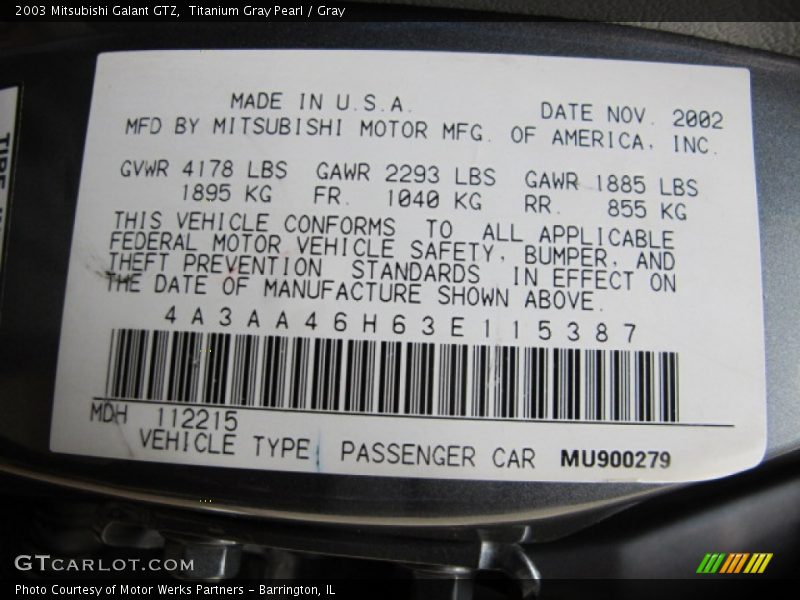 2003 Mitsubishi Galant GTZ,  Titanium Gray Pearl / Gray
MADE IN U.S.A. DATE NOV. 2002
MFD BY MITSUBISHI MOTOR MFG. OF AMERICA, INC.
GVWR 4178 LBS GAWR 2293 LBS GAWR 1885 LBS
1895 KG FR. 1040 KG RR. 855 KG
THIS VEHICLE CONFORMS TO ALL APPLICABLE
FEDERAL MOTOR VEHICLE SAFETY, BUMPER, AND
THEFT PREVENTION STANDARDS IN EFFECT ON
THE DATE OF MANUFACTURE SHOWN ABOVE.
4A3AA46H63E115387
MDH 112215
VEHICLE TYPE PASSENGER CAR MU900279
GTCARLOT.COM
Photo Courtesy of Motor Werks Partners - Barrington, IL